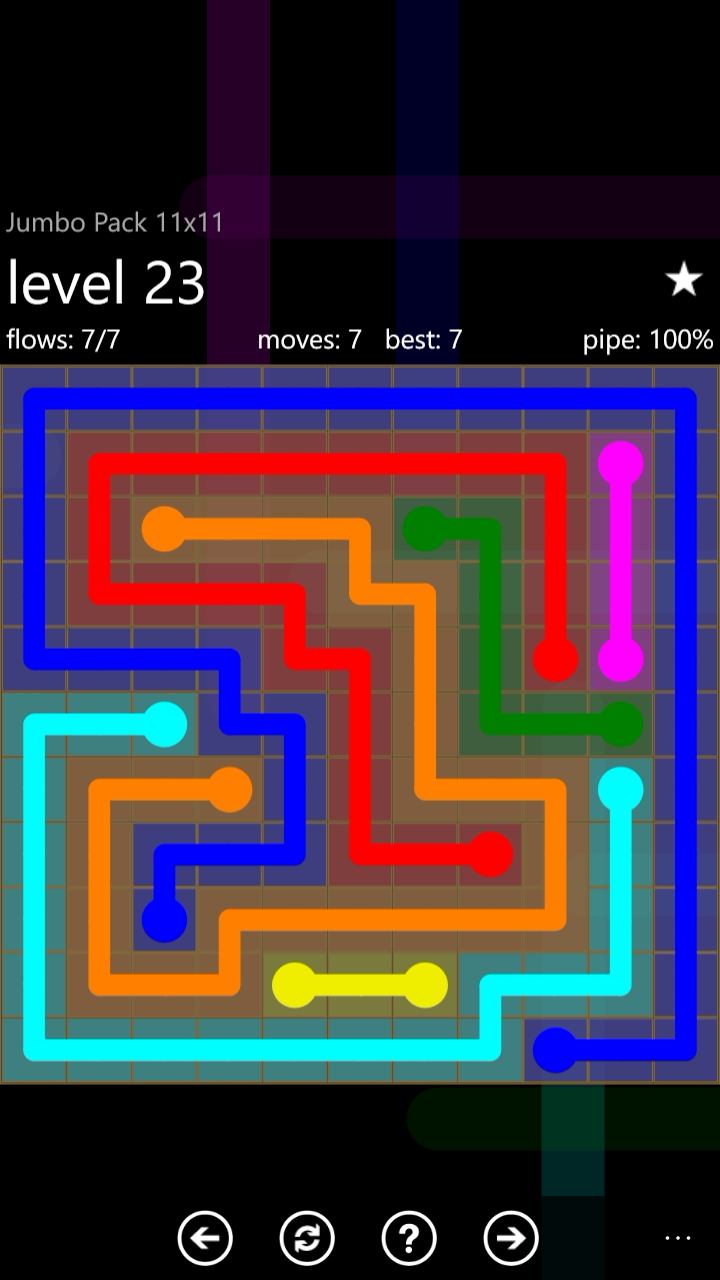 Jumbo Pack 11x11
level 23
flows: 7/7 moves: 7 best: 7 pipe: 100%
?
...